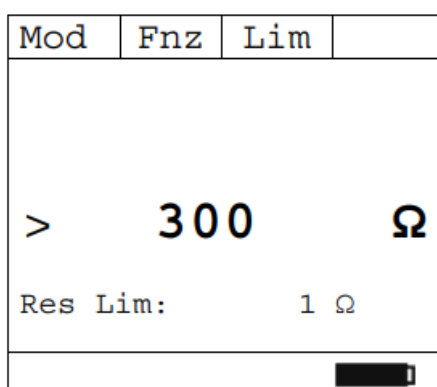 Mod Fnz Lim
> 300 Ω
Res Lim: 1 Ω